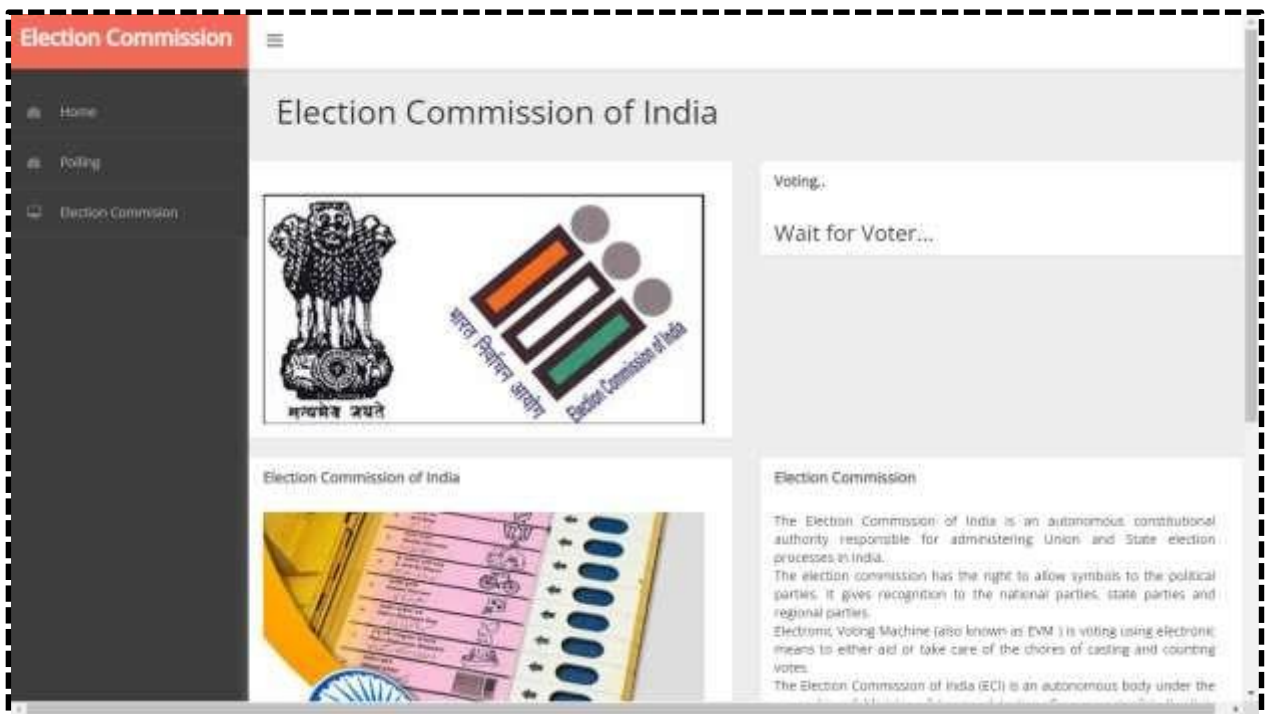 Election Commission
Home
Polling
Election Commision
Election Commission of India
सत्यमेव जयते
भारत निर्वाचन आयोग
Election Commission of India
Voting..
Wait for Voter...
Election Commission of India
Election Commission
The Election Commission of India is an autonomous constitutional
authority responsible for administering Union and State election
processes in India.
The election commission has the right to allow symbols to the political
parties. It gives recognition to the national parties, state parties and
regional parties.
Electronic Voting Machine (also known as EVM ) is voting using electronic
means to either aid or take care of the chores of casting and counting
votes.
The Election Commission of India (ECI) is an autonomous body under the